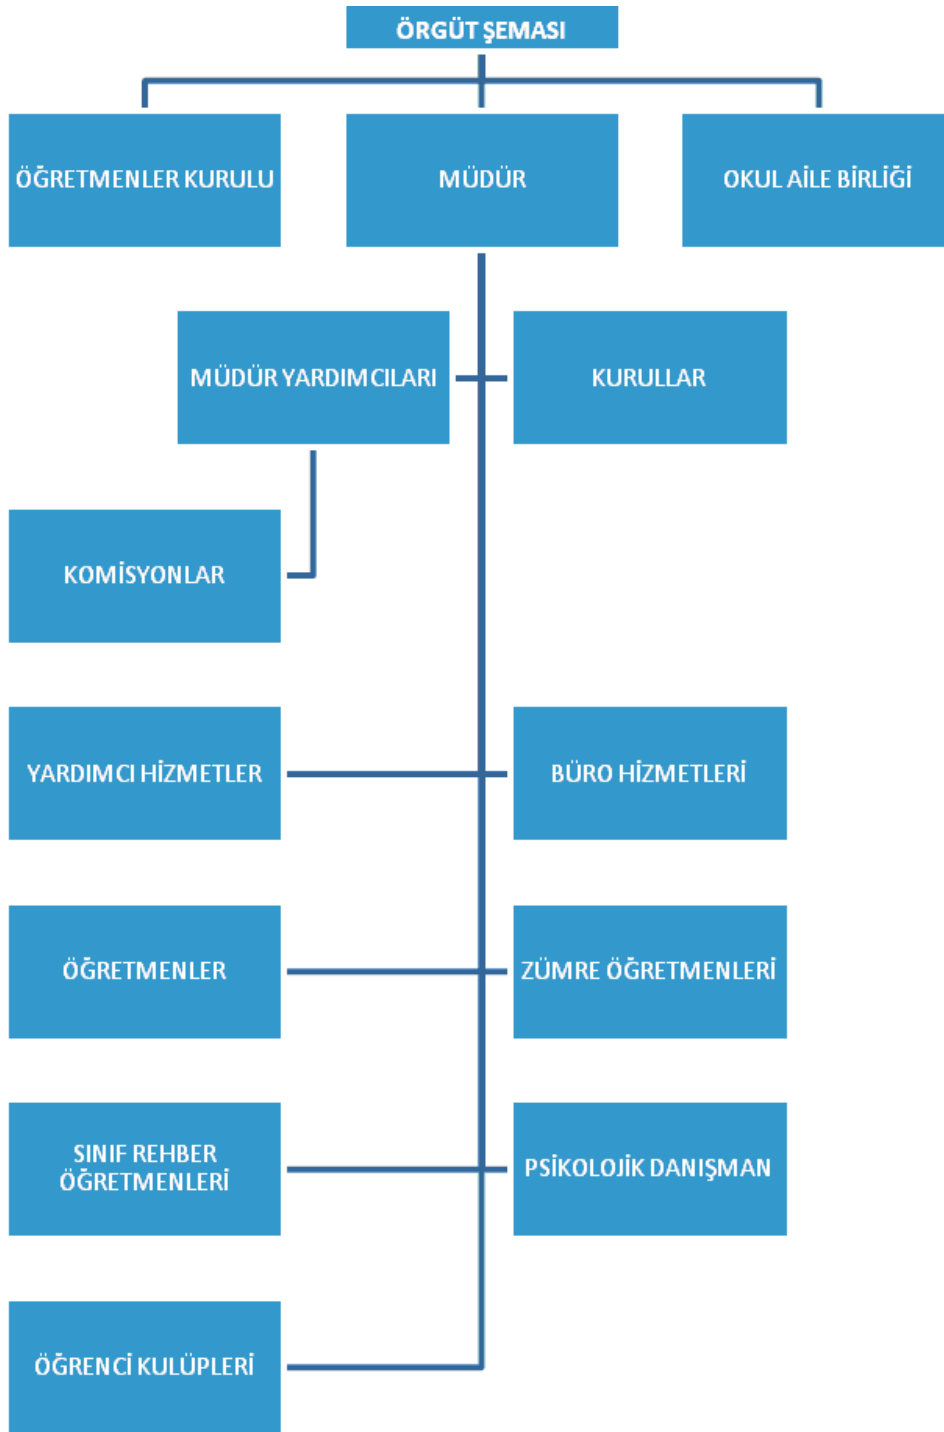 ÖRGÜT ŞEMASI
ÖĞRETMENLER KURULU
MÜDÜR
OKUL AİLE BİRLİĞİ
MÜDÜR YARDIMCILARI
KURULLAR
KOMİSYONLAR
YARDIMCI HİZMETLER
BÜRO HİZMETLERİ
ÖĞRETMENLER
ZÜMRE ÖĞRETMENLERİ
SINIF REHBER
ÖĞRETMENLERİ
PSİKOLOJİK DANIŞMAN
ÖĞRENCİ KULÜPLERİ